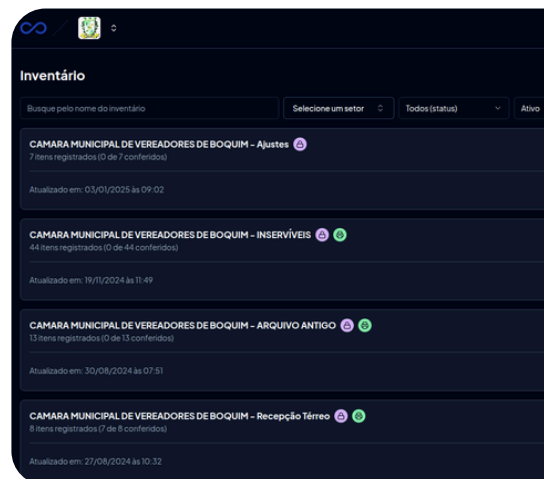 Inventário
Busque pelo nome do inventário
Selecione um setor
Todos (status)
Ativo
CAMARA MUNICIPAL DE VEREADORES DE BOQUIM - Ajustes
7 itens registrados (0 de 7 conferidos)
Atualizado em: 03/01/2025 às 09:02
CAMARA MUNICIPAL DE VEREADORES DE BOQUIM - INSERVÍVEIS
44 itens registrados (0 de 44 conferidos)
Atualizado em: 19/11/2024 às 11:49
CAMARA MUNICIPAL DE VEREADORES DE BOQUIM - ARQUIVO ANTIGO
13 itens registrados (0 de 13 conferidos)
Atualizado em: 30/08/2024 às 07:51
CAMARA MUNICIPAL DE VEREADORES DE BOQUIM - Recepção Térreo
8 itens registrados (7 de 8 conferidos)
Atualizado em: 27/08/2024 às 10:32